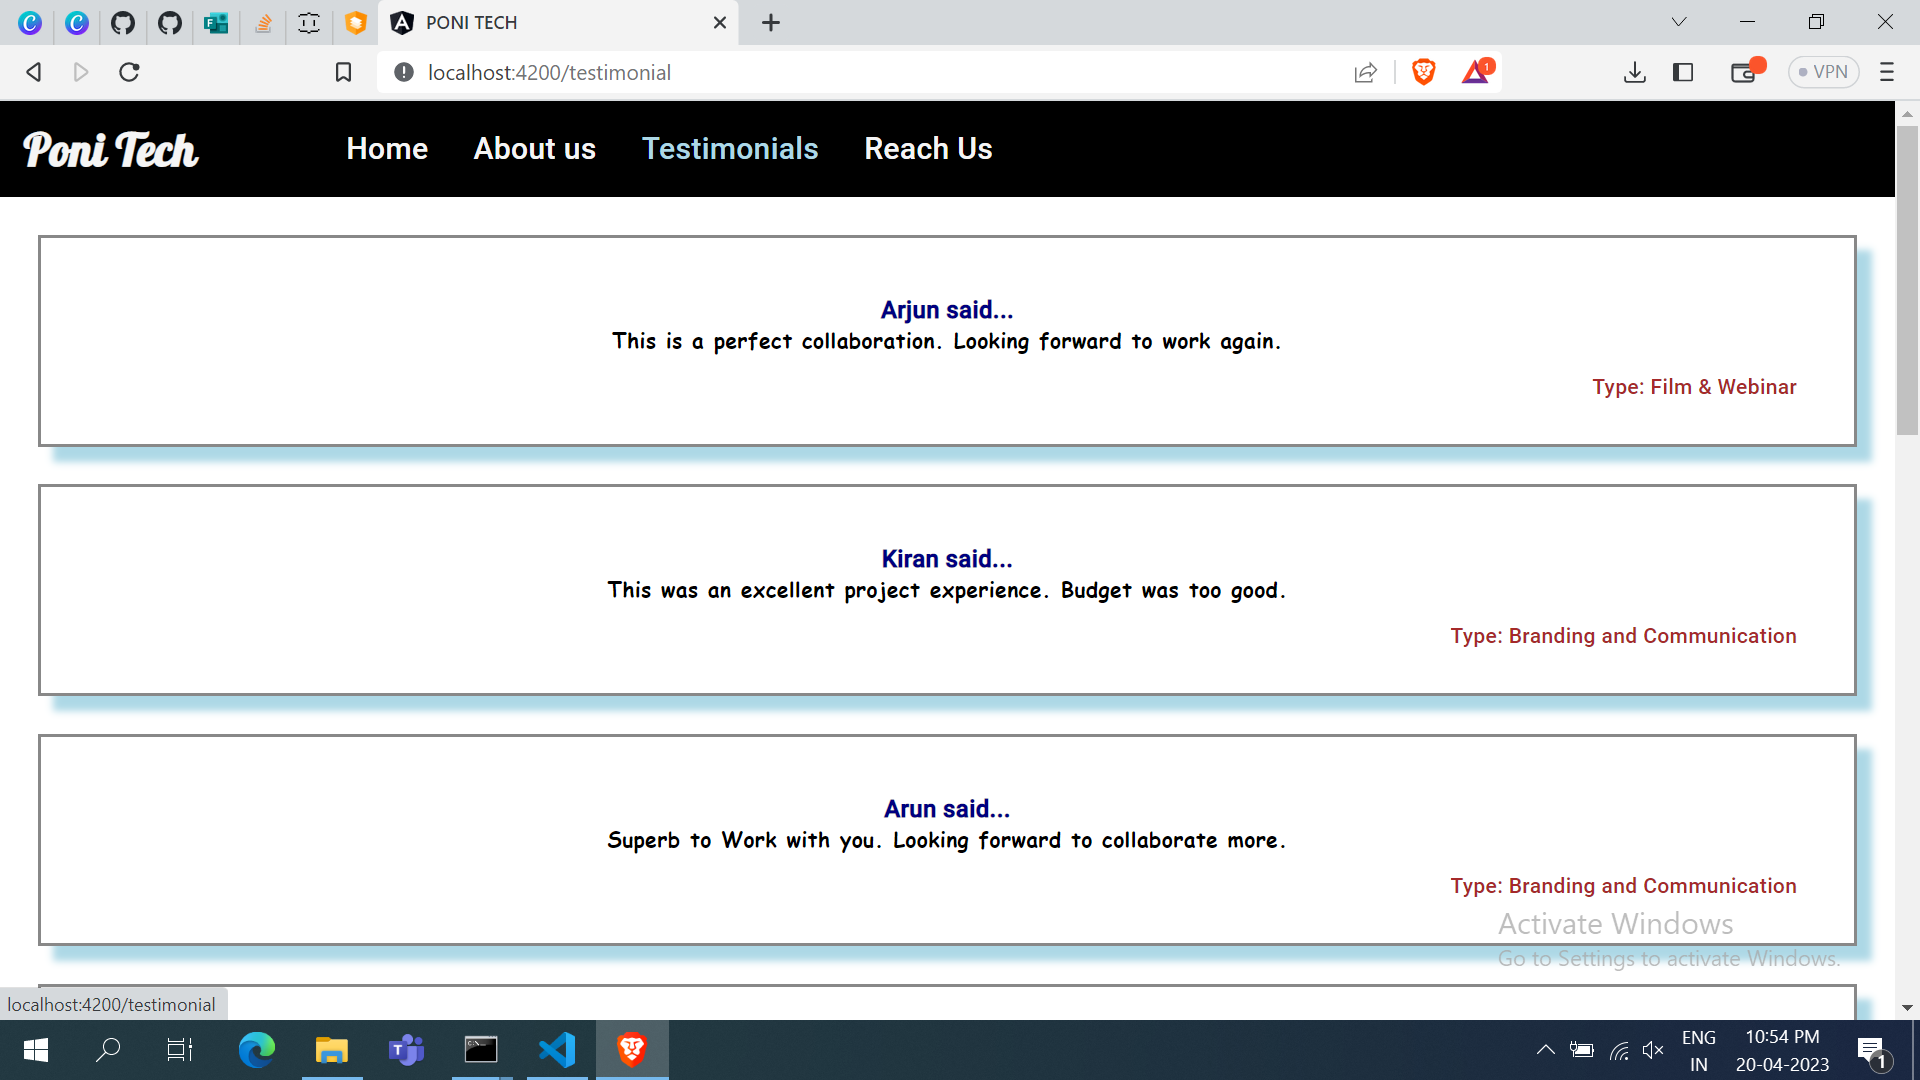 PONI TECH
localhost:4200/testimonial
1
VPN
Poni Tech
Home
About us
Testimonials
Reach Us
Arjun said...
This is a perfect collaboration. Looking forward to work again.
Type: Film & Webinar
Kiran said...
This was an excellent project experience. Budget was too good.
Type: Branding and Communication
Arun said...
Superb to Work with you. Looking forward to collaborate more.
Type: Branding and Communication
Activate Windows
Go to Settings to activate Windows.
localhost:4200/testimonial
ENG
IN
10:54 PM
20-04-2023
1